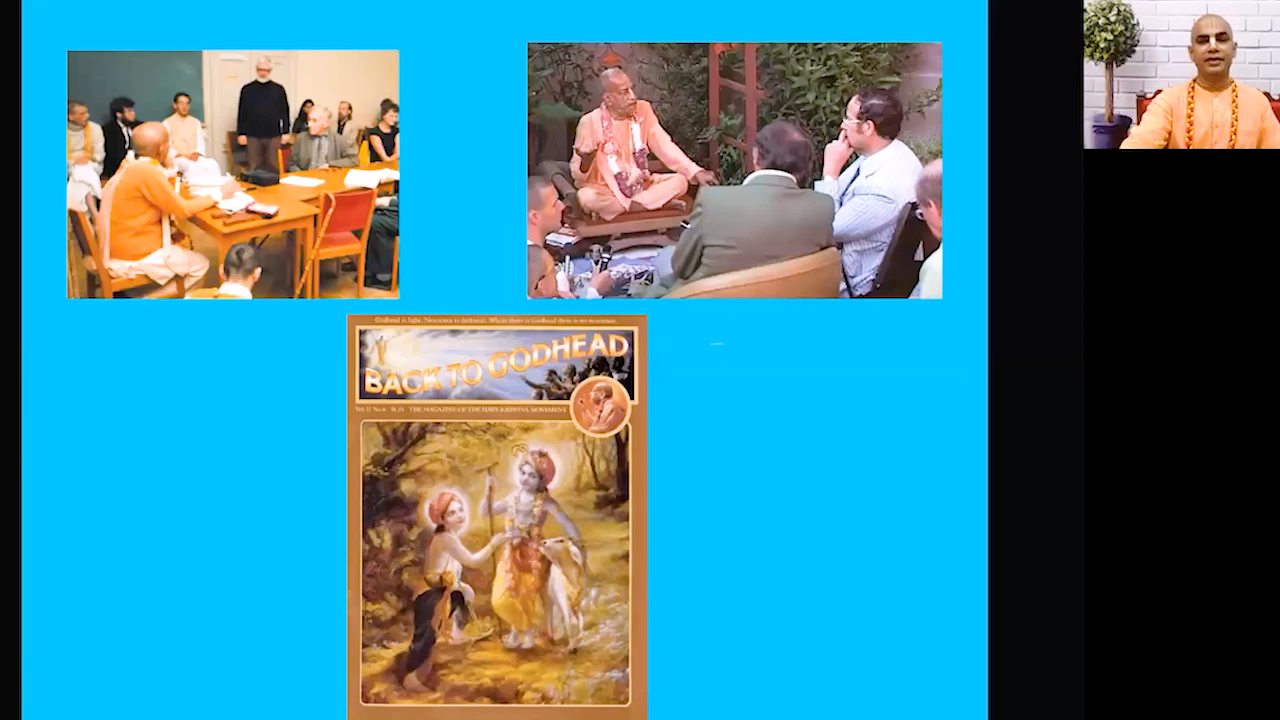 Godhead is light. Nescience is darkness. Where there is Godhead there is no nescience.
BACK TO GODHEAD
THE MAGAZINE OF THE HARE KRISHNA MOVEMENT